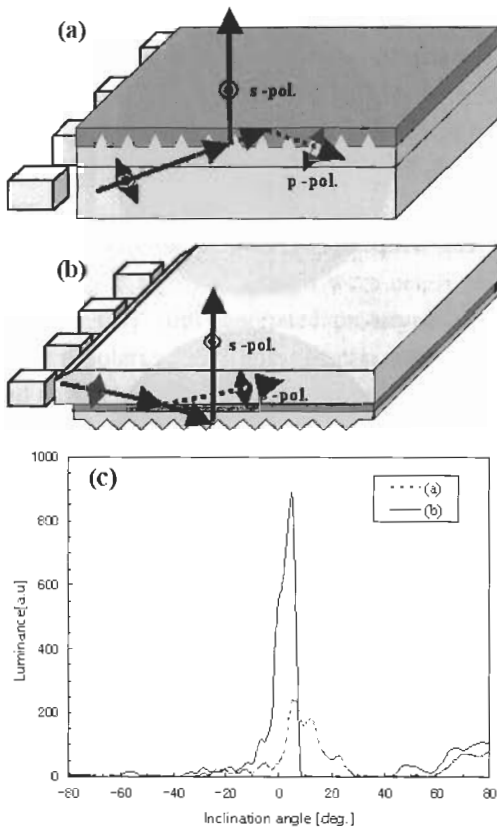 (a)
s-pol.
p-pol.
(b)
s-pol.
s-pol.
(c)
1000
800
600
400
200
0
Luminance[a.u]
(a)
(b)
-80 -60 -40 -20 0 20 40 60 80
Inclination angle [deg.]